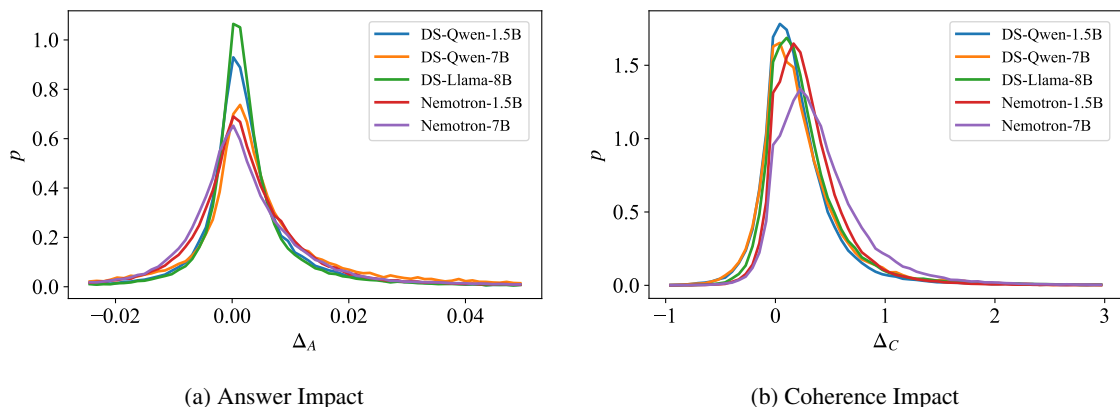 1.0
0.8
0.6
0.4
0.2
0.0
p
−0.02
0.00
0.02
0.04
Δ_A
DS-Qwen-1.5B
DS-Qwen-7B
DS-Llama-8B
Nemotron-1.5B
Nemotron-7B
(a) Answer Impact
1.5
1.0
0.5
0.0
p
−1
0
1
2
3
Δ_C
DS-Qwen-1.5B
DS-Qwen-7B
DS-Llama-8B
Nemotron-1.5B
Nemotron-7B
(b) Coherence Impact